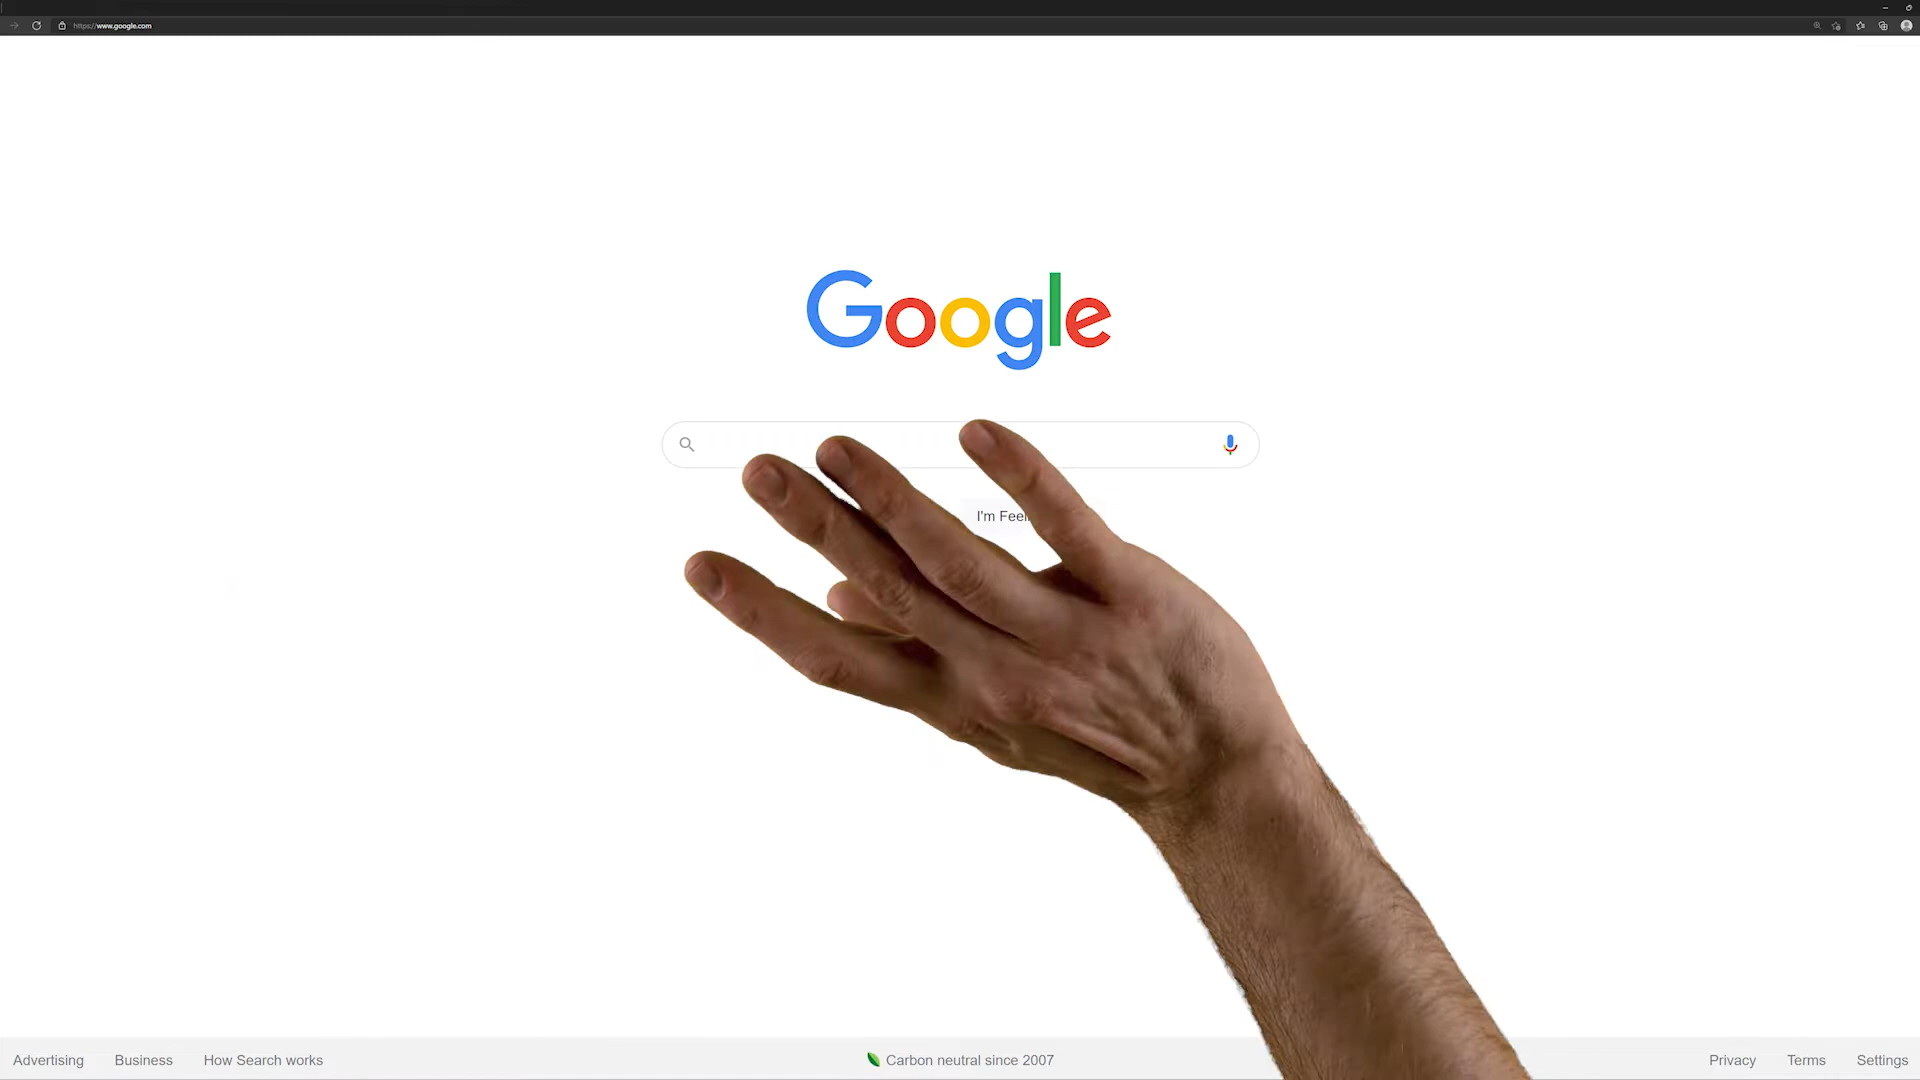 https://www.google.com
Google
I'm Feel
Advertising
Business
How Search works
Carbon neutral since 2007
Privacy
Terms
Settings